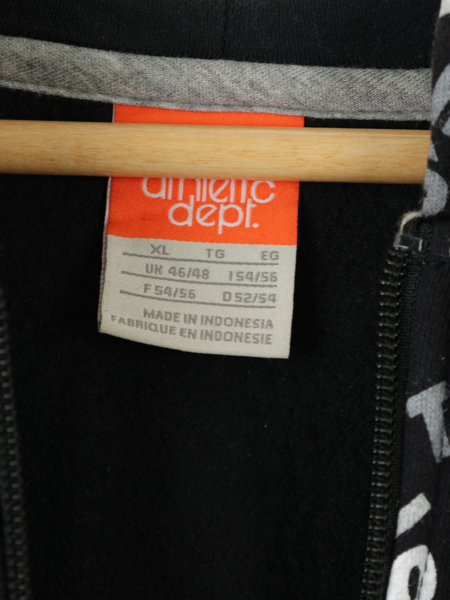 athletic
dept.
XL TG EG
UK 46/48 I 54/56
F 54/56 D 52/54
MADE IN INDONESIA
FABRIQUE EN INDONESIE